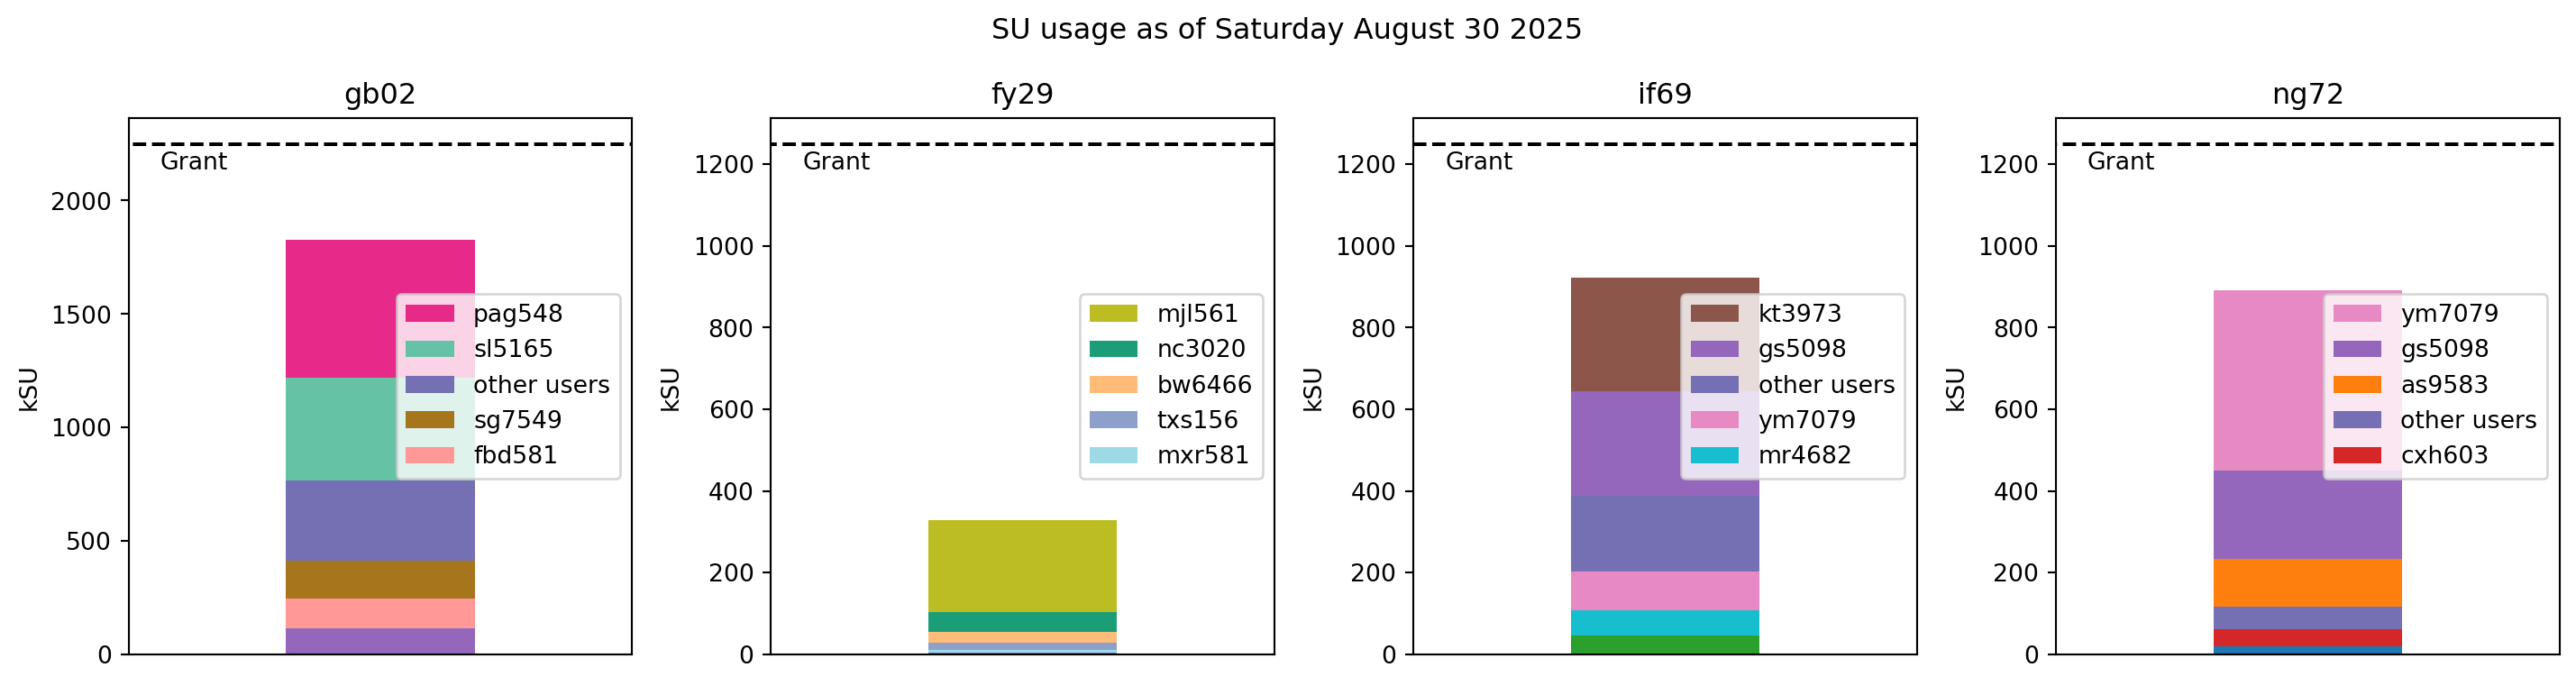 SU usage as of Saturday August 30 2025
gb02
kSU
2000
1500
1000
500
0
Grant
pag548
sl5165
other users
sg7549
fbd581
fy29
kSU
1200
1000
800
600
400
200
0
Grant
mjl561
nc3020
bw6466
txs156
mxr581
if69
kSU
1200
1000
800
600
400
200
0
Grant
kt3973
gs5098
other users
ym7079
mr4682
ng72
kSU
1200
1000
800
600
400
200
0
Grant
ym7079
gs5098
as9583
other users
cxh603